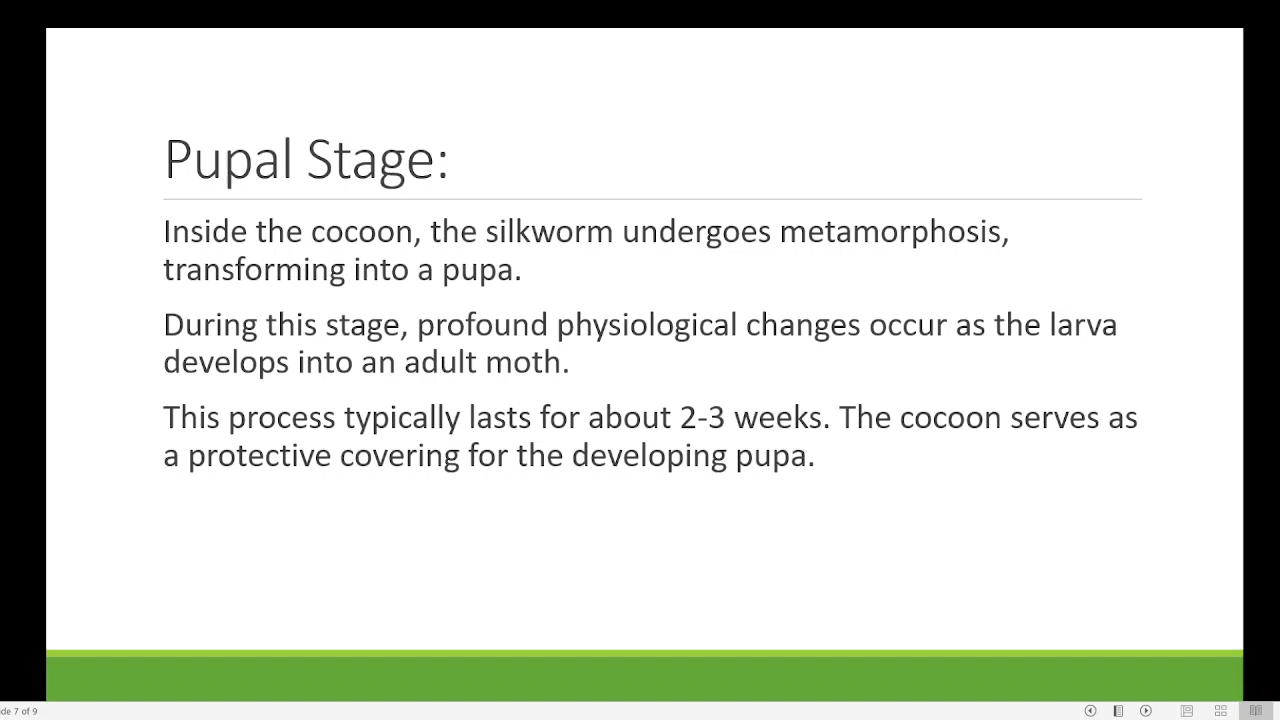 Pupal Stage:
Inside the cocoon, the silkworm undergoes metamorphosis,
transforming into a pupa.
During this stage, profound physiological changes occur as the larva
develops into an adult moth.
This process typically lasts for about 2-3 weeks. The cocoon serves as
a protective covering for the developing pupa.
de 7 of 9